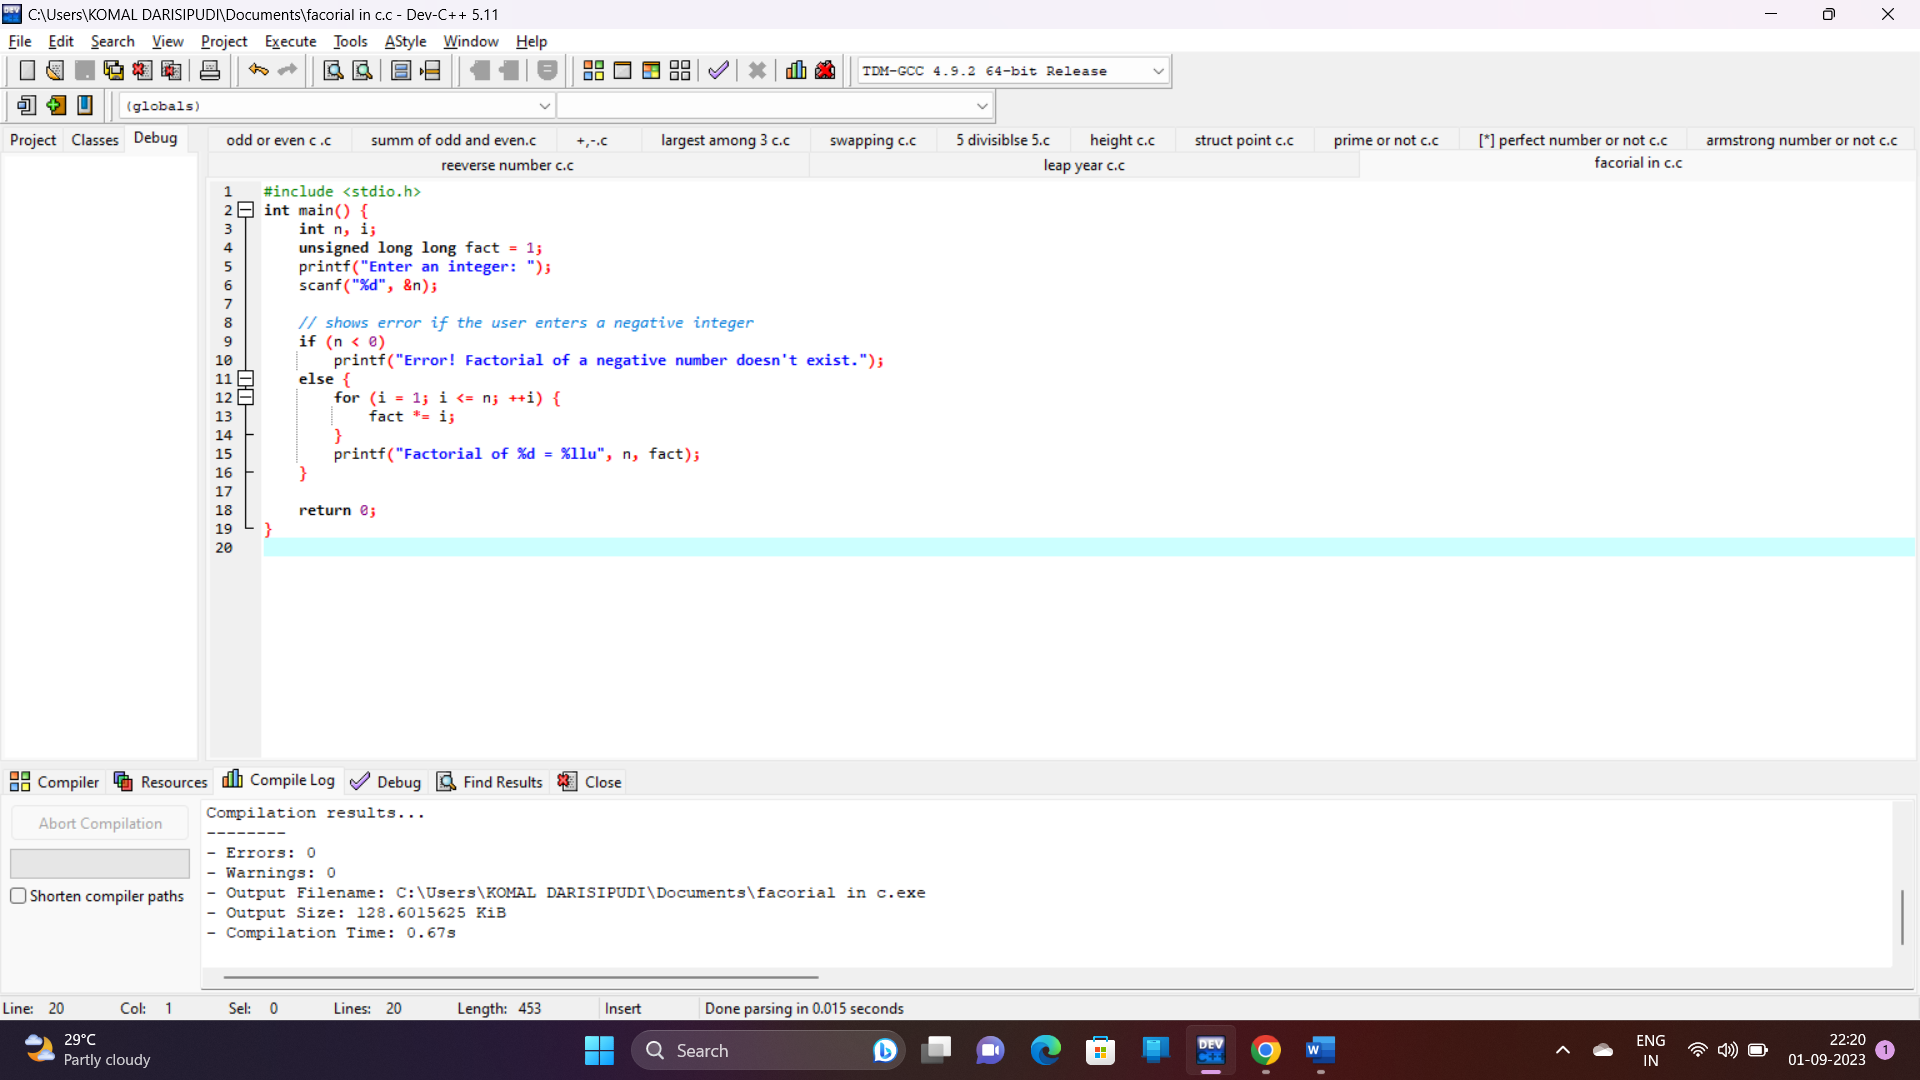 C:\Users\KOMAL DARISIPUDI\Documents\facorial in c.c - Dev-C++ 5.11
File Edit Search View Project Execute Tools AStyle Window Help
TDM-GCC 4.9.2 64-bit Release
(globals)
Project Classes Debug
odd or even c .c summ of odd and even.c +,-.c largest among 3 c.c swapping c.c 5 divisiblse 5.c height c.c struct point c.c prime or not c.c [*] perfect number or not c.c armstrong number or not c.c
reeverse number c.c leap year c.c facorial in c.c
1 #include <stdio.h>
2 int main() {
3 int n, i;
4 unsigned long long fact = 1;
5 printf("Enter an integer: ");
6 scanf("%d", &n);
7
8 // shows error if the user enters a negative integer
9 if (n < 0)
10 printf("Error! Factorial of a negative number doesn't exist.");
11 else {
12 for (i = 1; i <= n; ++i) {
13 fact *= i;
14 }
15 printf("Factorial of %d = %llu", n, fact);
16 }
17
18 return 0;
19 }
20
Compiler Resources Compile Log Debug Find Results Close
Abort Compilation
Shorten compiler paths
Compilation results...
--------
- Errors: 0
- Warnings: 0
- Output Filename: C:\Users\KOMAL DARISIPUDI\Documents\facorial in c.exe
- Output Size: 128.6015625 KiB
- Compilation Time: 0.67s
Line: 20 Col: 1 Sel: 0 Lines: 20 Length: 453 Insert Done parsing in 0.015 seconds
29°C
Partly cloudy
Search
DEV
C++
W
ENG
IN
22:20
01-09-2023
1